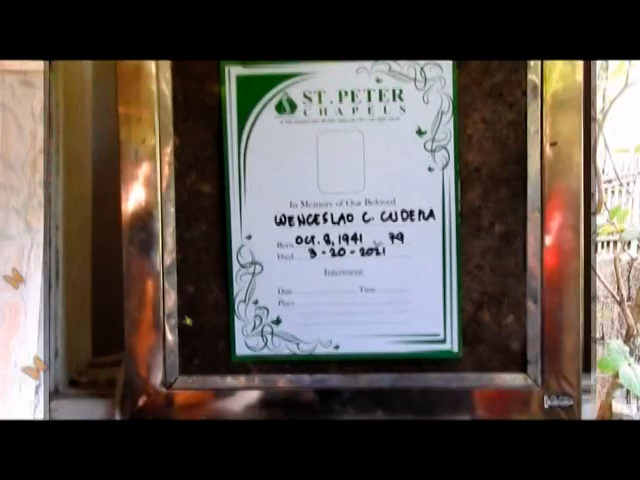 ST. PETER
CHAPELS
In Memory of Our Beloved
WENCESLAO C. CUDERA
Born OCT. 8, 1941 79
Died 3-20-2021
Interment
Date Time
Place